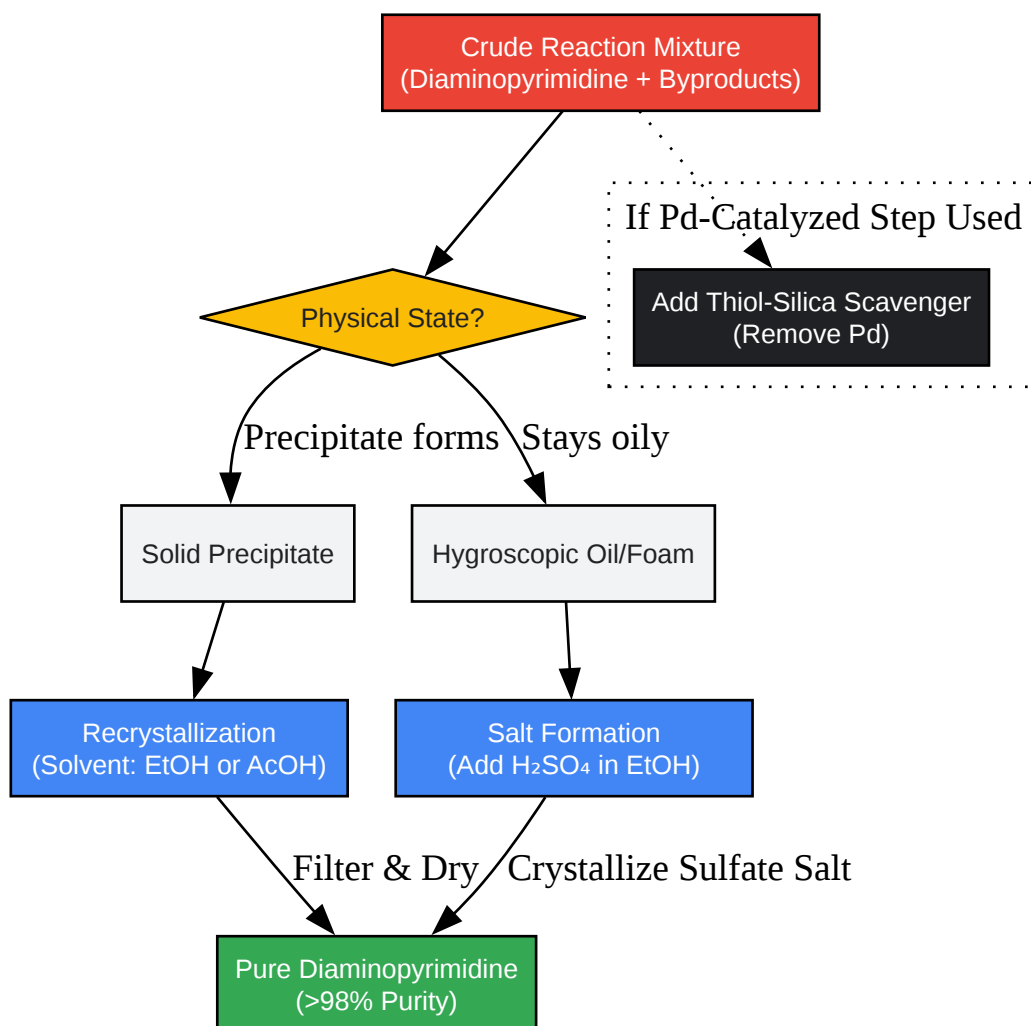 Crude Reaction Mixture
(Diaminopyrimidine + Byproducts)
If Pd-Catalyzed Step Used
Add Thiol-Silica Scavenger
(Remove Pd)
Physical State?
Precipitate forms
Stays oily
Solid Precipitate
Hygroscopic Oil/Foam
Recrystallization
(Solvent: EtOH or AcOH)
Salt Formation
(Add H₂SO₄ in EtOH)
Filter & Dry
Crystallize Sulfate Salt
Pure Diaminopyrimidine
(>98% Purity)